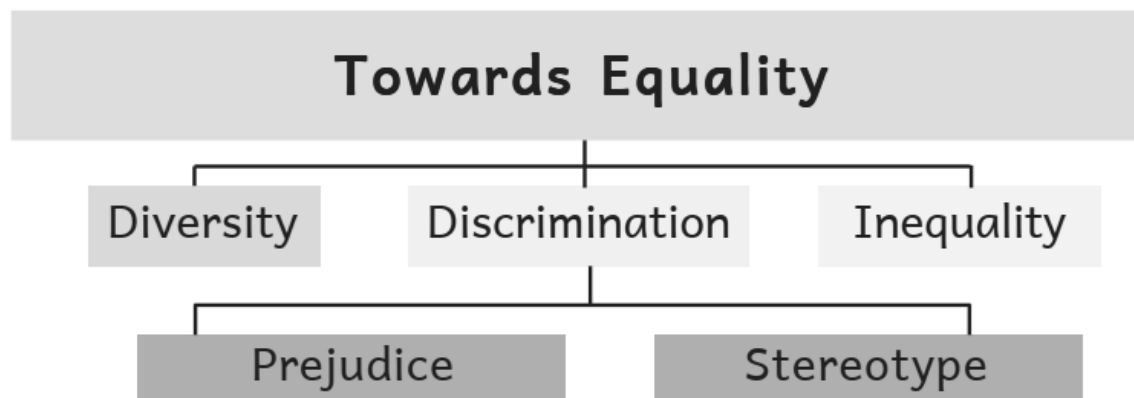 Towards Equality
Diversity Discrimination Inequality
Prejudice Stereotype